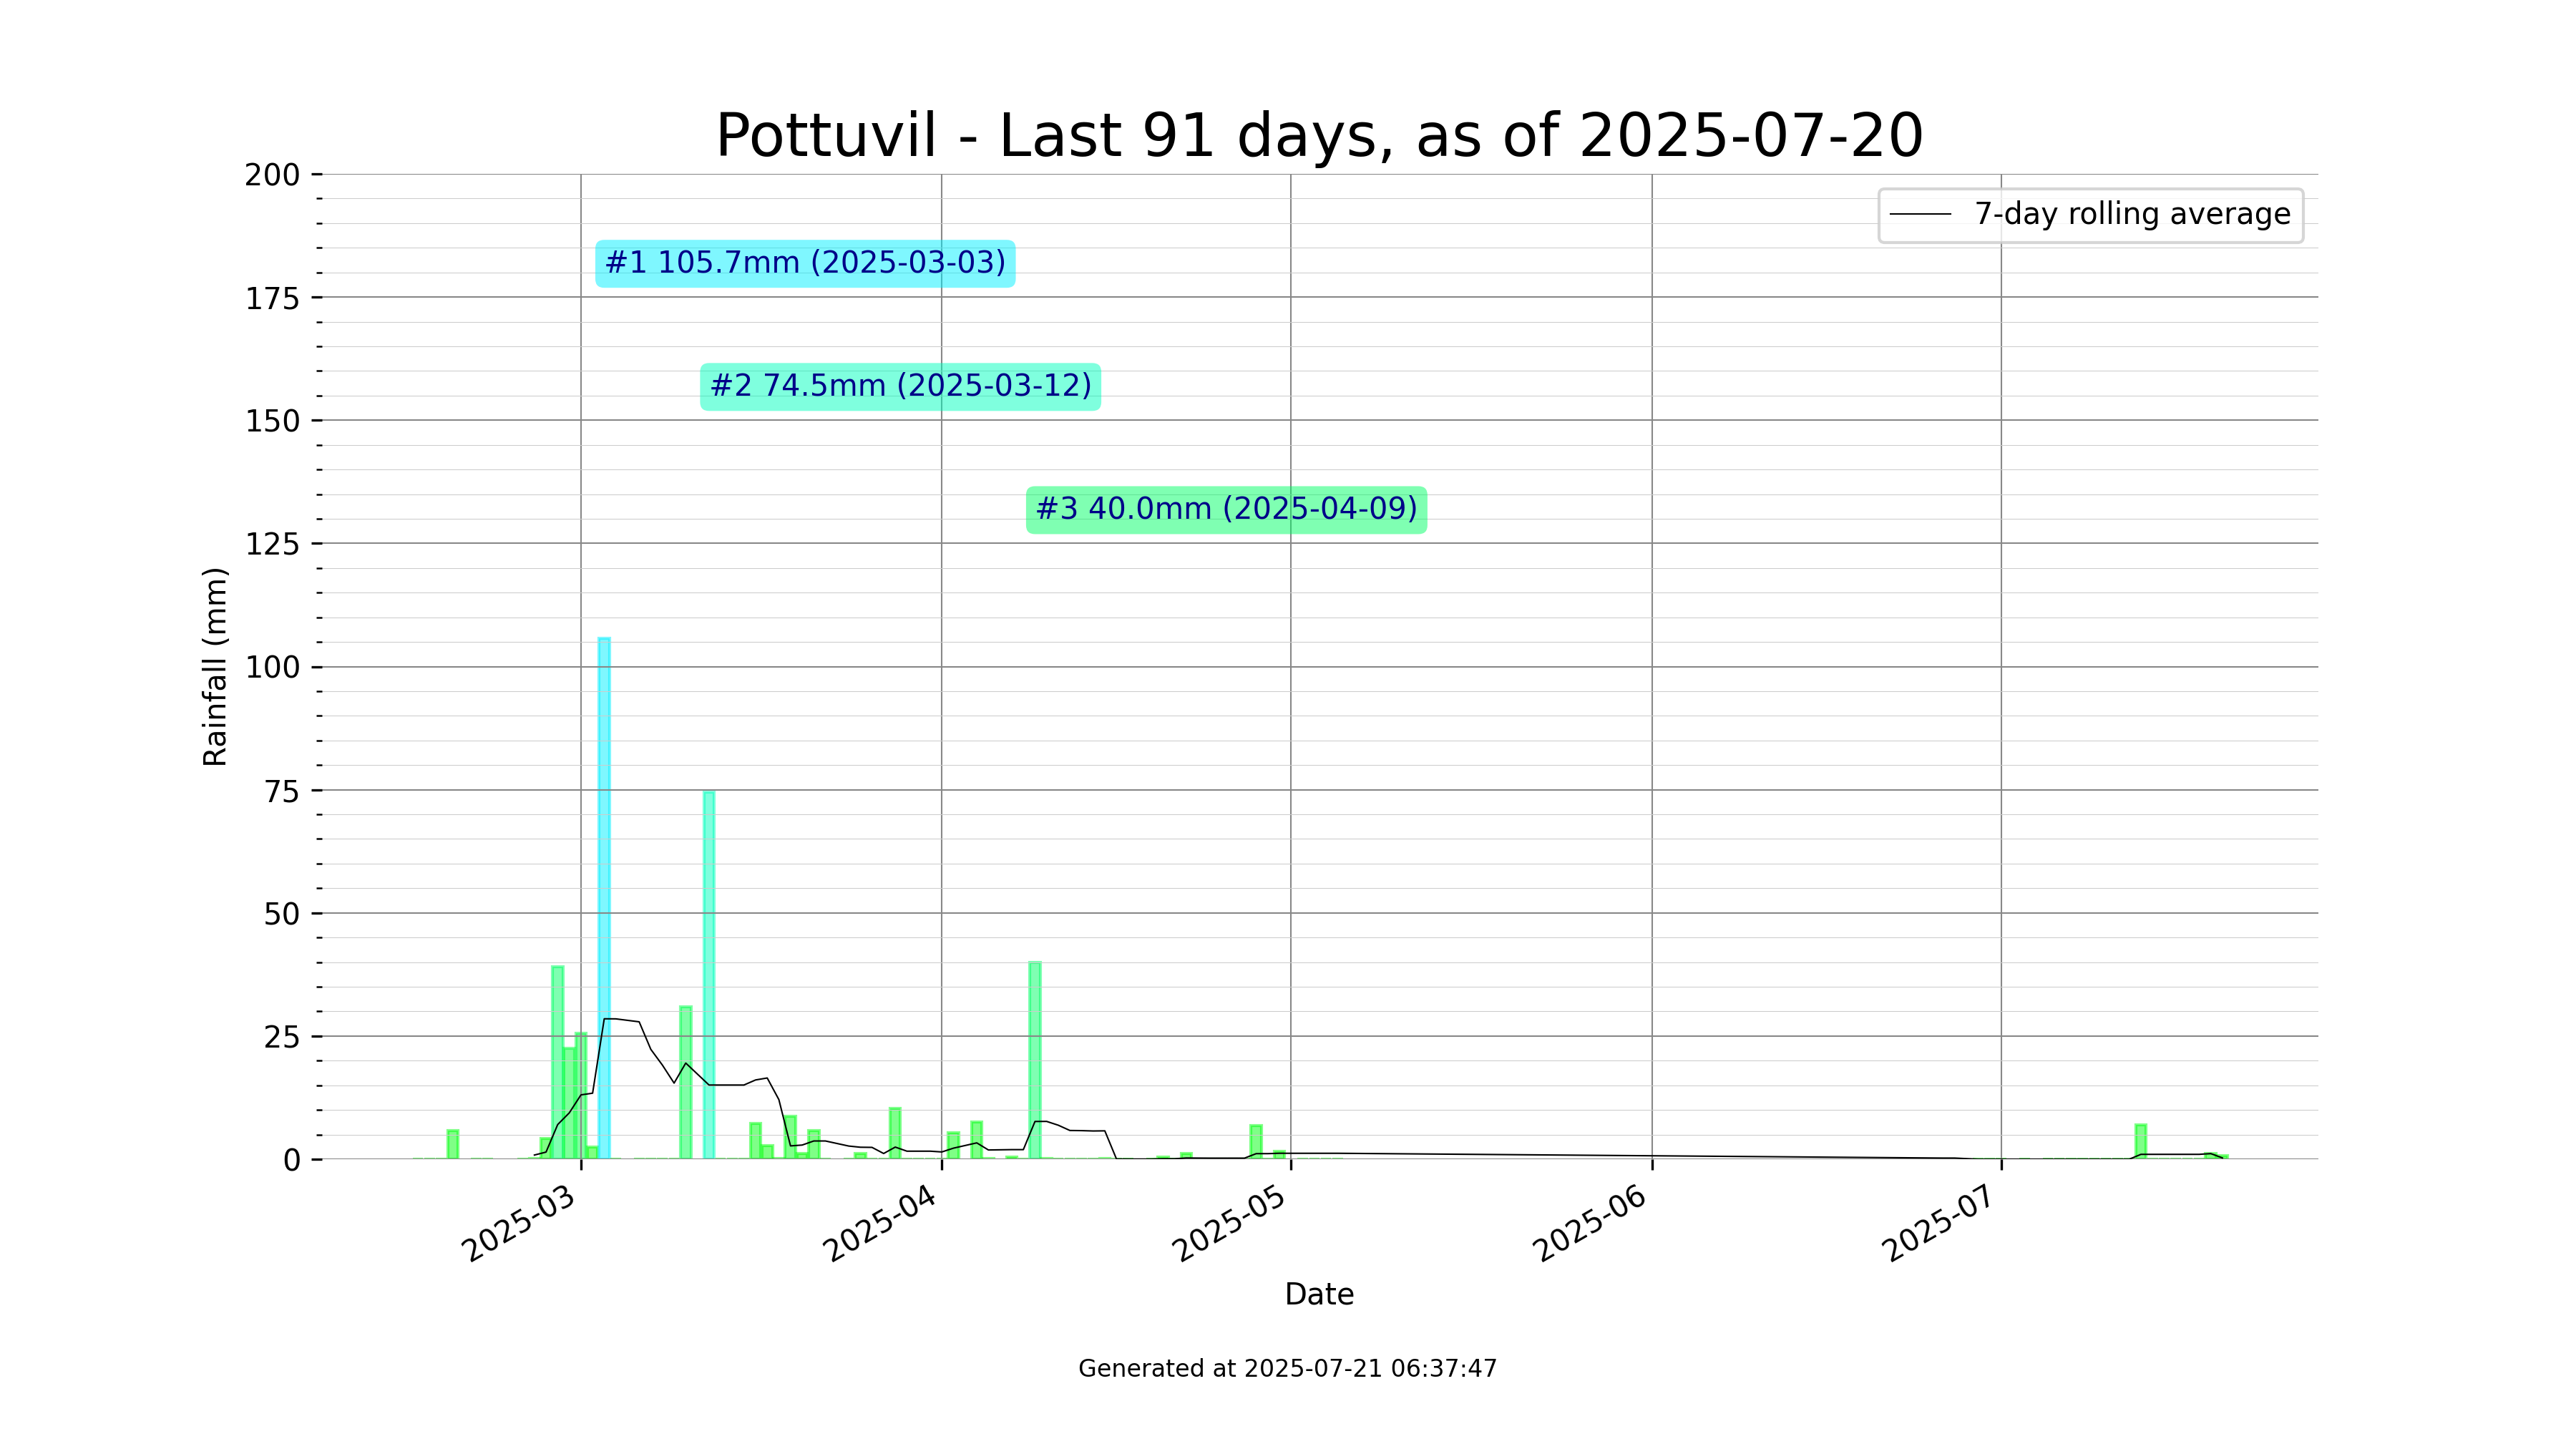 Pottuvil - Last 91 days, as of 2025-07-20
200
175
150
125
100
75
50
25
0
Rainfall (mm)
7-day rolling average
#1 105.7mm (2025-03-03)
#2 74.5mm (2025-03-12)
#3 40.0mm (2025-04-09)
2025-03
2025-04
2025-05
2025-06
2025-07
Date
Generated at 2025-07-21 06:37:47